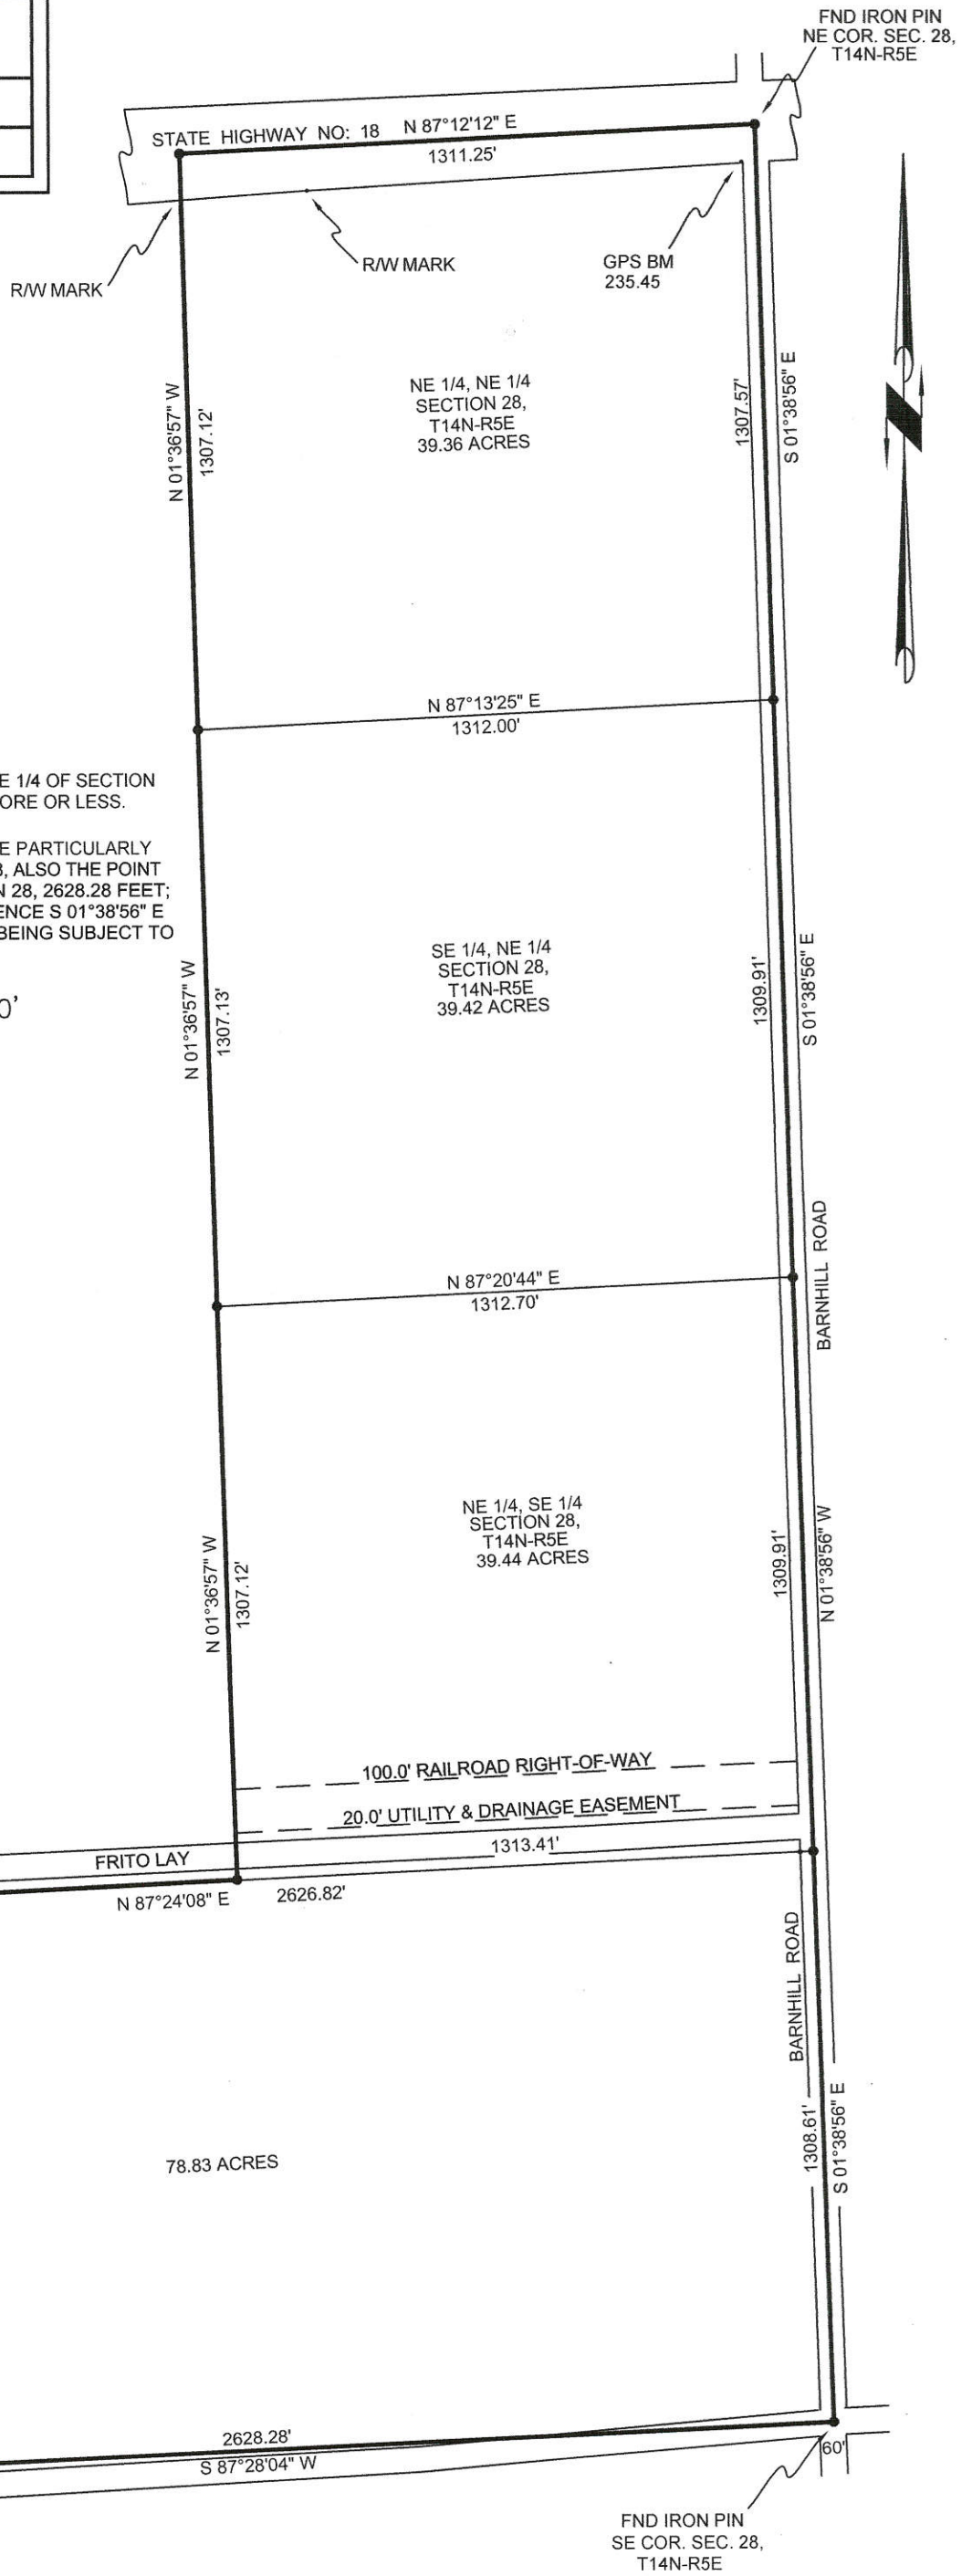 FND IRON PIN
NE COR. SEC. 28,
T14N-R5E
STATE HIGHWAY NO: 18
N 87°12'12" E
1311.25'
R/W MARK
R/W MARK
GPS BM
235.45
N 01°36'57" W
1307.12'
NE 1/4, NE 1/4
SECTION 28,
T14N-R5E
39.36 ACRES
1307.57'
S 01°38'56" E
N 87°13'25" E
1312.00'
E 1/4 OF SECTION
ORE OR LESS.
E PARTICULARLY
, ALSO THE POINT
N 28, 2628.28 FEET;
ENCE S 01°38'56" E
BEING SUBJECT TO
0'
N 01°36'57" W
1307.13'
SE 1/4, NE 1/4
SECTION 28,
T14N-R5E
39.42 ACRES
1309.91'
S 01°38'56" E
BARNHILL ROAD
N 87°20'44" E
1312.70'
N 01°36'57" W
1307.12'
NE 1/4, SE 1/4
SECTION 28,
T14N-R5E
39.44 ACRES
1309.91'
N 01°38'56" W
100.0' RAILROAD RIGHT-OF-WAY
20.0' UTILITY & DRAINAGE EASEMENT
FRITO LAY
1313.41'
N 87°24'08" E
2626.82'
BARNHILL ROAD
78.83 ACRES
1308.61'
S 01°38'56" E
2628.28'
S 87°28'04" W
60'
FND IRON PIN
SE COR. SEC. 28,
T14N-R5E